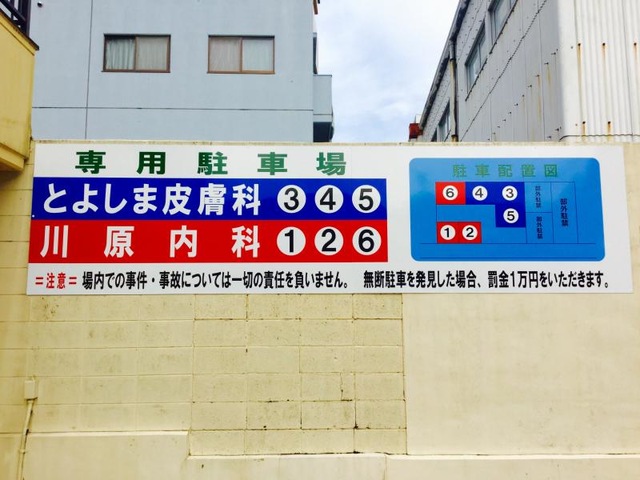 専用駐車場
とよしま皮膚科 ③④⑤
川原内科 ①②⑥
=注意= 場内での事件・事故については一切の責任を負いません。 無断駐車を発見した場合、罰金1万円をいただきます。
駐車配置図
⑥ ④ ③
⑤
① ②